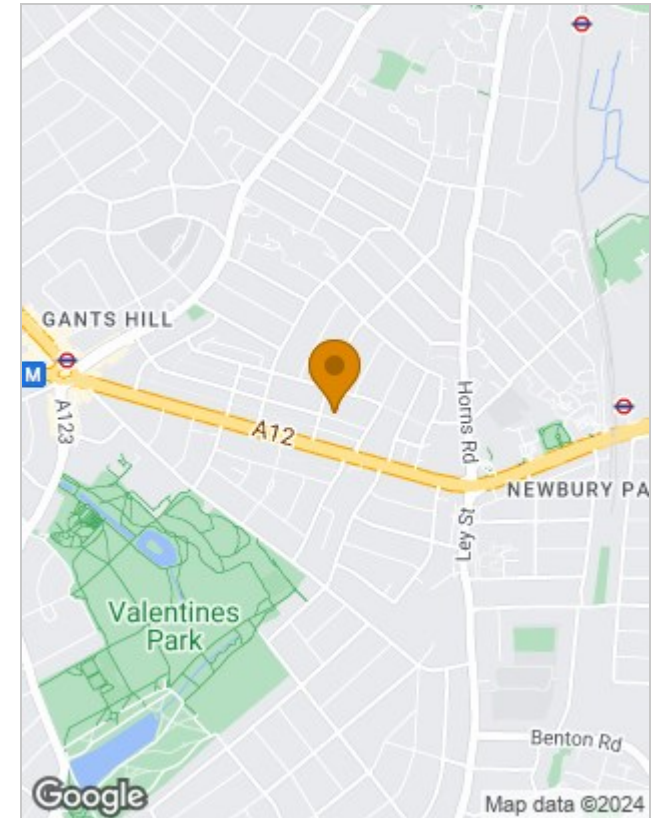 GANTS HILL
M
A123
A12
Horns Rd
NEWBURY PA
Ley St
Valentines
Park
Benton Rd
Google
Map data ©2024